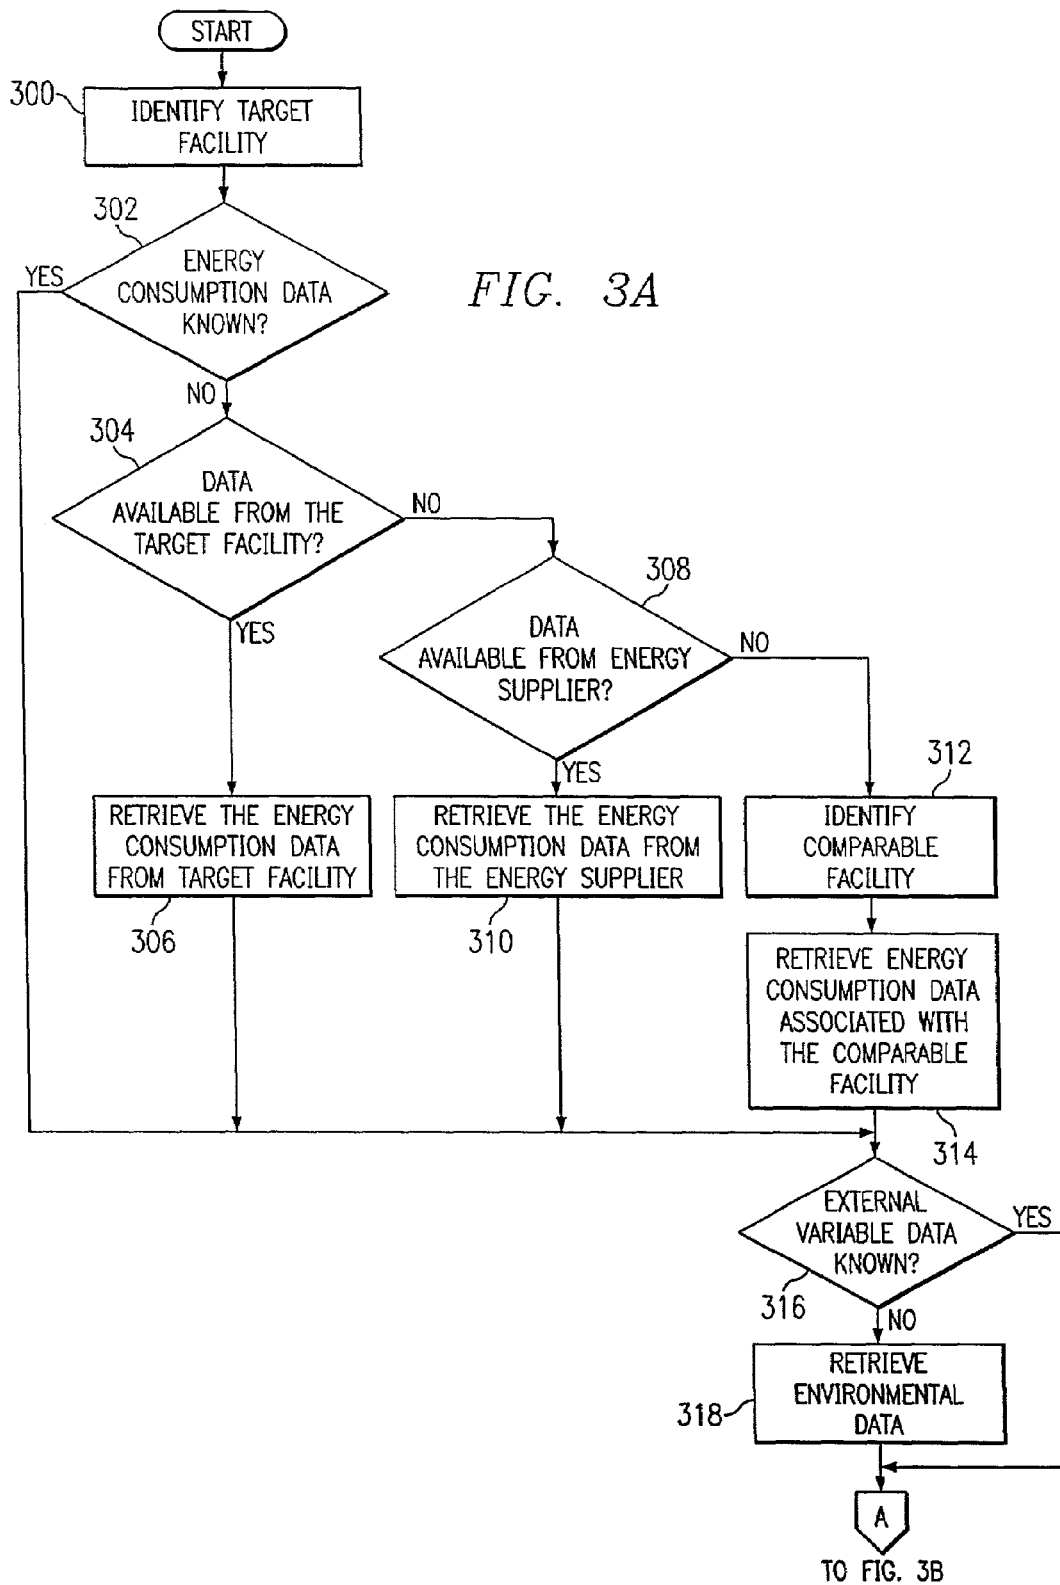 START
300
IDENTIFY TARGET
FACILITY
302
YES
ENERGY
CONSUMPTION DATA
KNOWN?
FIG. 3A
NO
304
DATA
AVAILABLE FROM THE
TARGET FACILITY?
NO
YES
308
DATA
AVAILABLE FROM ENERGY
SUPPLIER?
NO
YES
312
RETRIEVE THE ENERGY
CONSUMPTION DATA
FROM TARGET FACILITY
306
RETRIEVE THE ENERGY
CONSUMPTION DATA FROM
THE ENERGY SUPPLIER
310
IDENTIFY
COMPARABLE
FACILITY
RETRIEVE ENERGY
CONSUMPTION DATA
ASSOCIATED WITH
THE COMPARABLE
FACILITY
314
EXTERNAL
VARIABLE DATA
KNOWN?
YES
316
NO
RETRIEVE
ENVIRONMENTAL
DATA
318
A
TO FIG. 3B